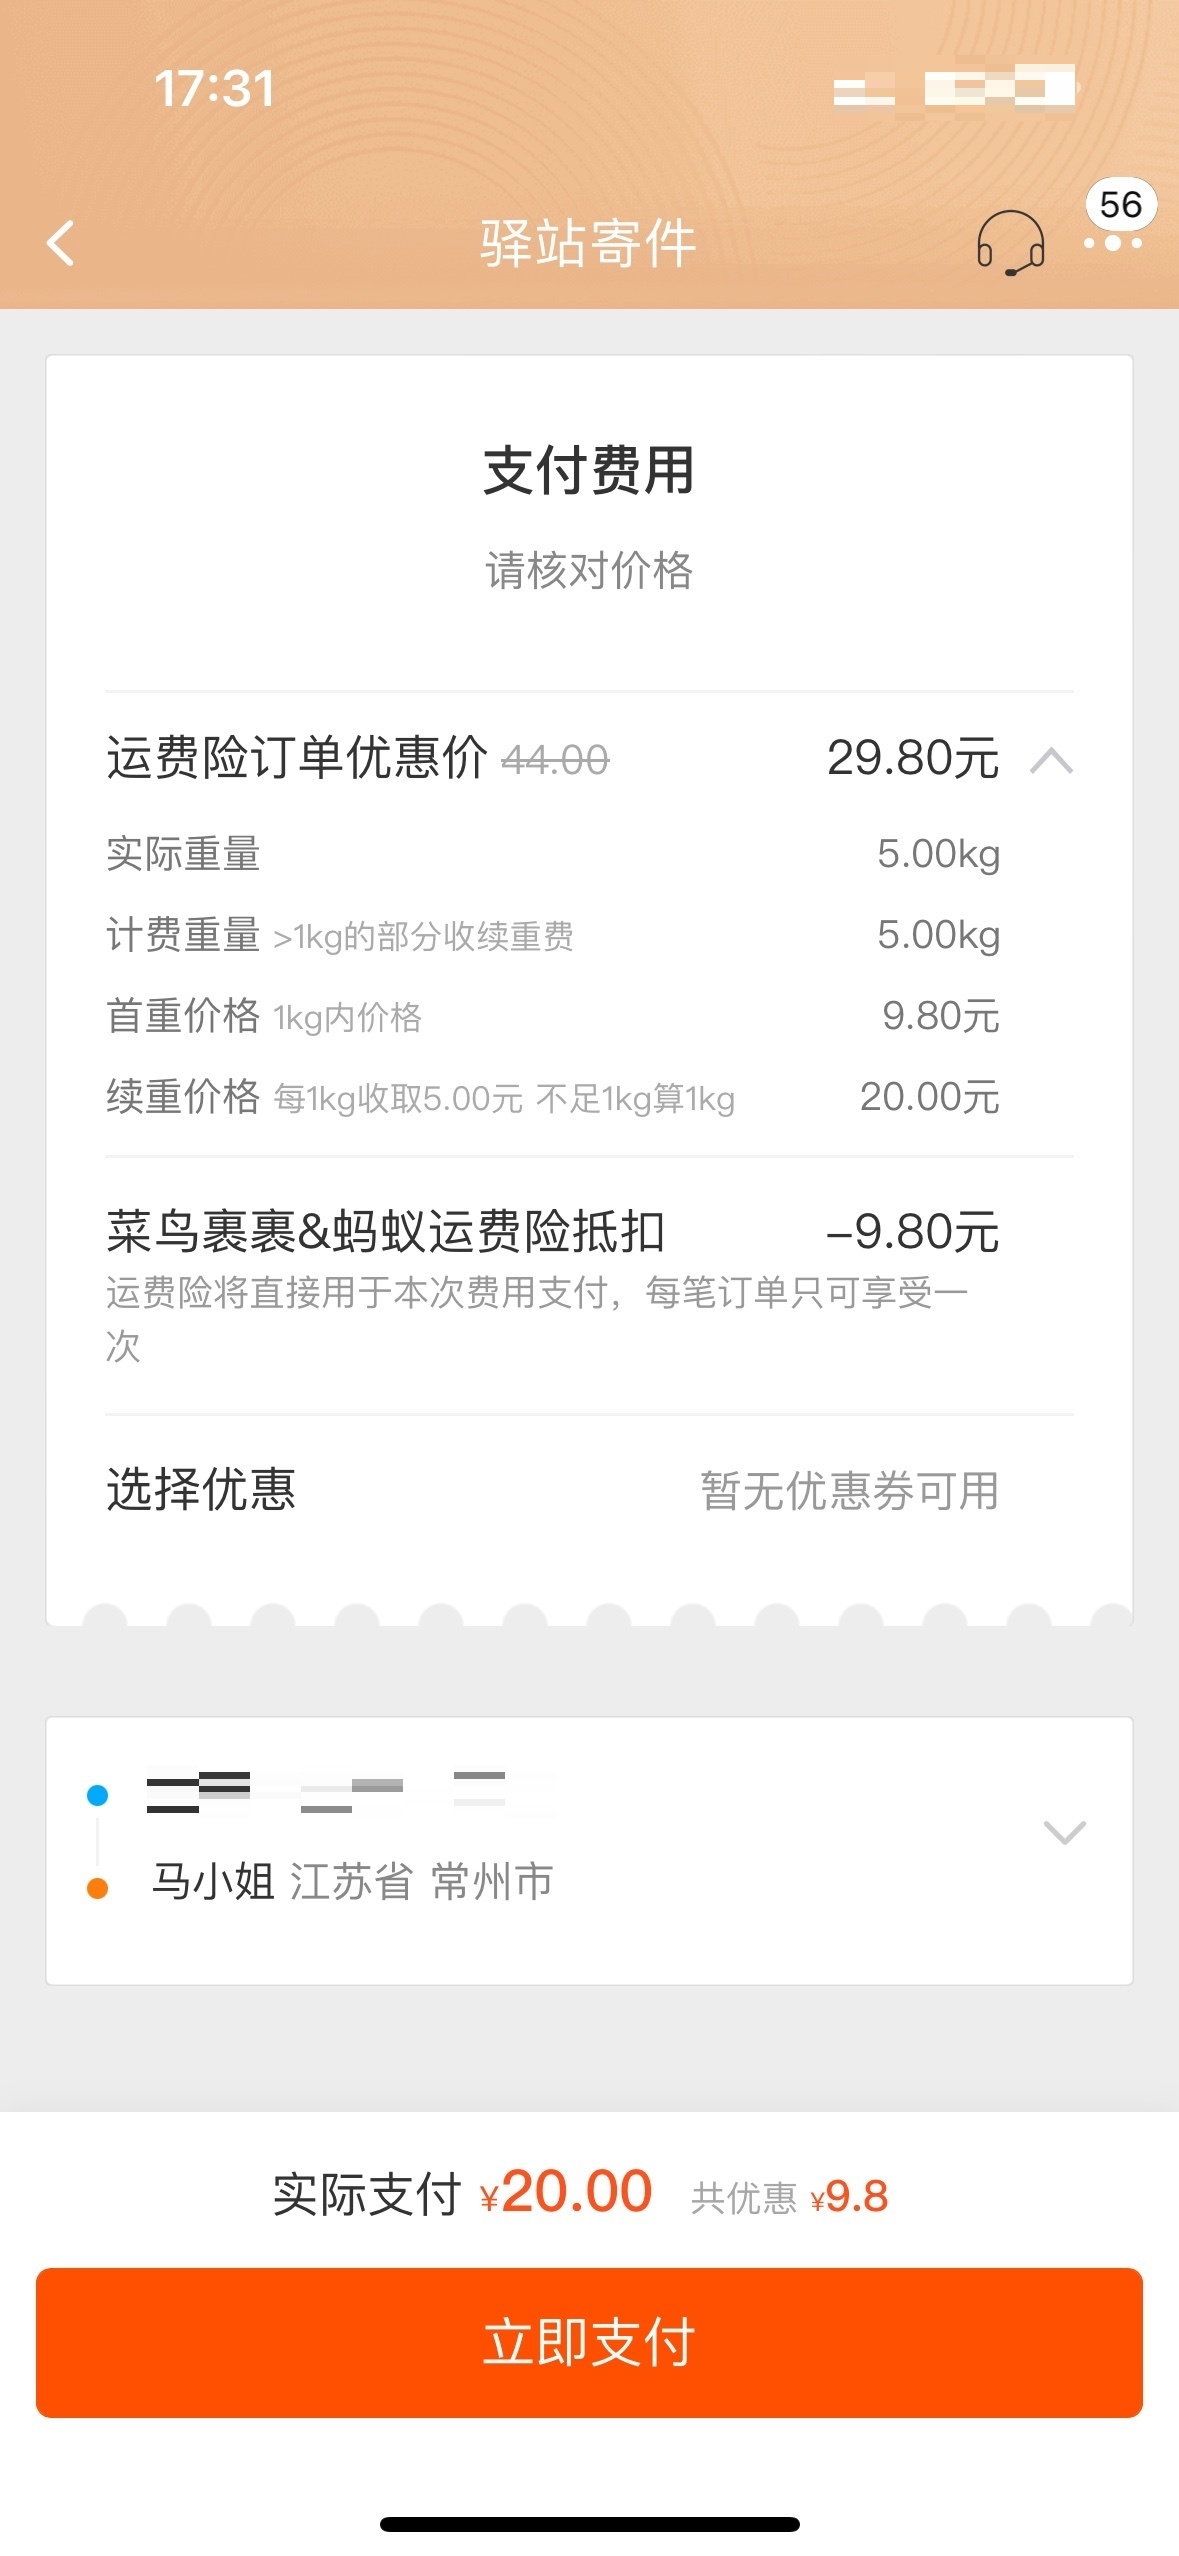 17:31
驿站寄件
56
支付费用
请核对价格
运费险订单优惠价 44.00 29.80元
实际重量 5.00kg
计费重量 >1kg的部分收续重费 5.00kg
首重价格 1kg内价格 9.80元
续重价格 每1kg收取5.00元 不足1kg算1kg 20.00元
菜鸟裹裹&蚂蚁运费险抵扣 -9.80元
运费险将直接用于本次费用支付，每笔订单只可享受一
次
选择优惠 暂无优惠券可用
马小姐 江苏省 常州市
实际支付 ¥20.00 共优惠 ¥9.8
立即支付